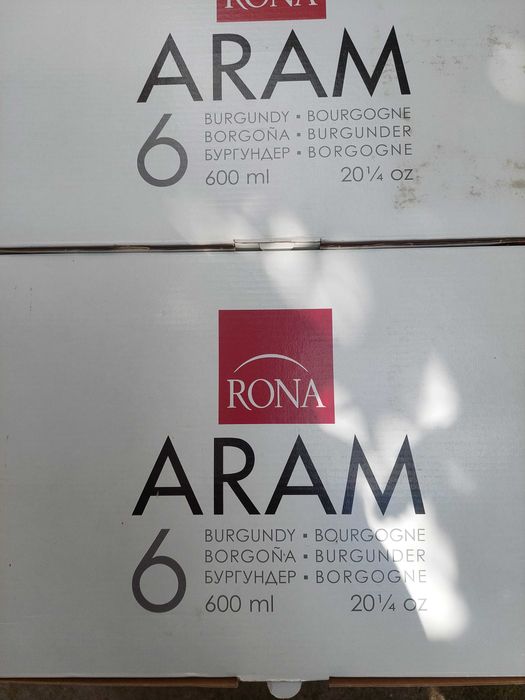 RONA
ARAM
6
BURGUNDY ▪ BOURGOGNE
BORGOÑA ▪ BURGUNDER
БУРГУНДЕР ▪ BORGOGNE
600 ml 20¼ oz
RONA
ARAM
6
BURGUNDY ▪ BOURGOGNE
BORGOÑA ▪ BURGUNDER
БУРГУНДЕР ▪ BORGOGNE
600 ml 20¼ oz